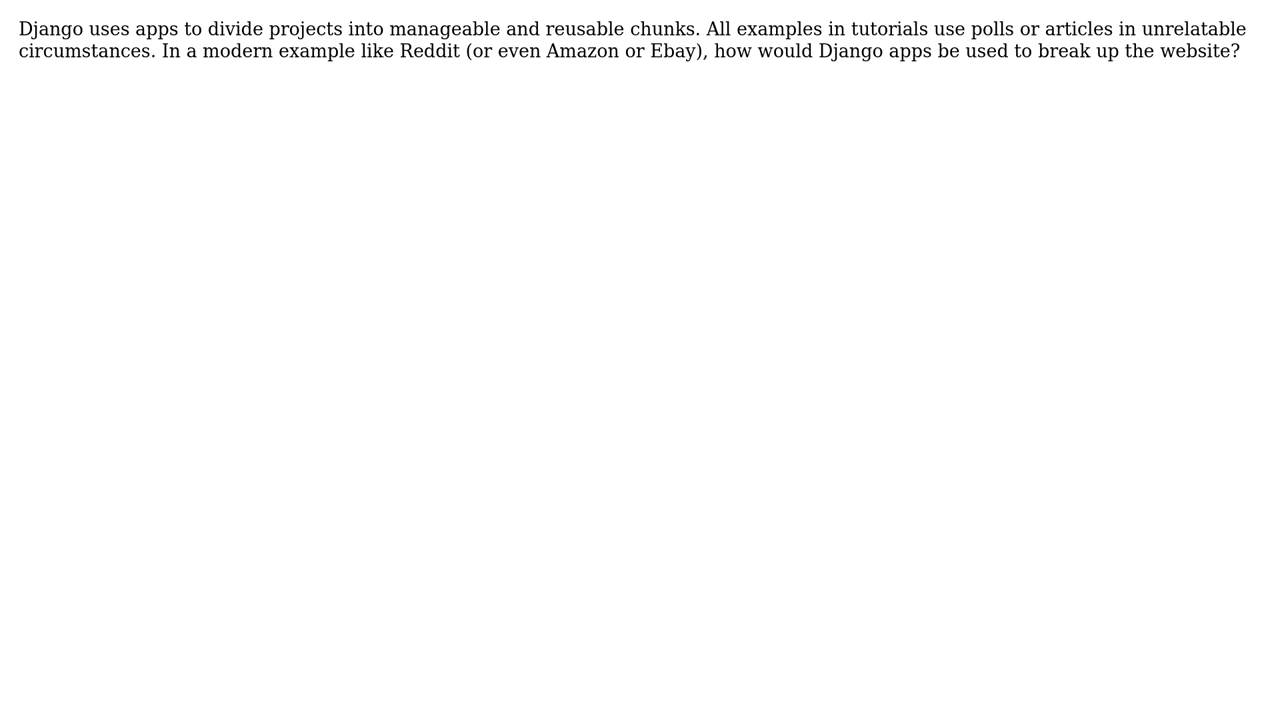 Django uses apps to divide projects into manageable and reusable chunks. All examples in tutorials use polls or articles in unrelatable
circumstances. In a modern example like Reddit (or even Amazon or Ebay), how would Django apps be used to break up the website?